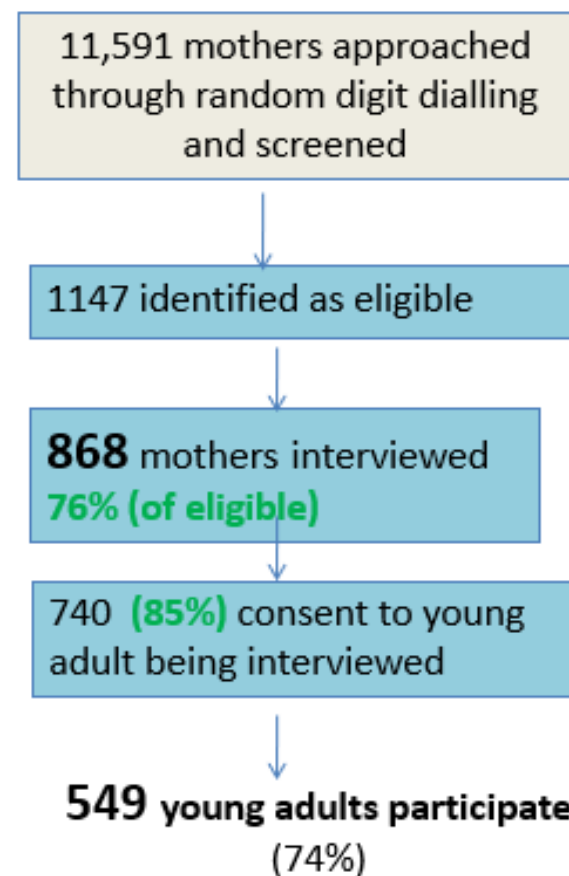 11,591 mothers approached
through random digit dialling
and screened
1147 identified as eligible
868 mothers interviewed
76% (of eligible)
740 (85%) consent to young
adult being interviewed
549 young adults participate
(74%)